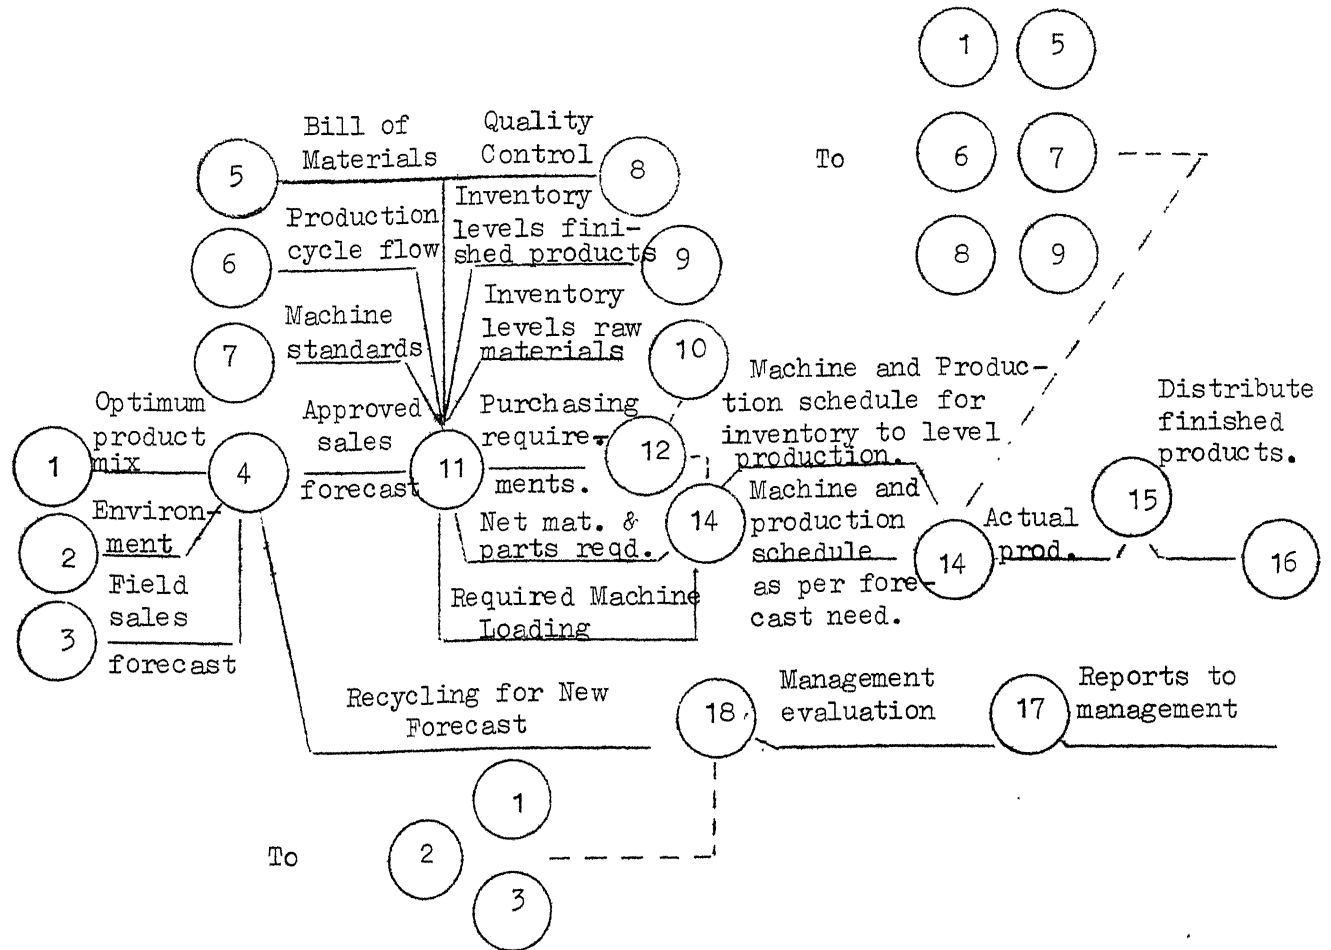 1 5
To 6 7
8 9
Bill of
Materials
Quality
Control
5
8
Production
cycle flow
Inventory
levels fini-
shed products
6
9
Machine
standards
Inventory
levels raw
materials
7
10
Optimum
product
mix
Approved
sales
forecast
Purchasing
require-
ments.
Machine and Produc-
tion schedule for
inventory to level
production.
Distribute
finished
products.
1
4
11
12
Environ-
ment
2
Net mat. &
parts reqd.
14
Machine and
production
schedule
as per fore-
cast need.
14
Actual
prod.
15
16
Field
sales
forecast
3
Required Machine
Loading
Recycling for New
Forecast
18
Management
evaluation
17
Reports to
management
1
To 2
3